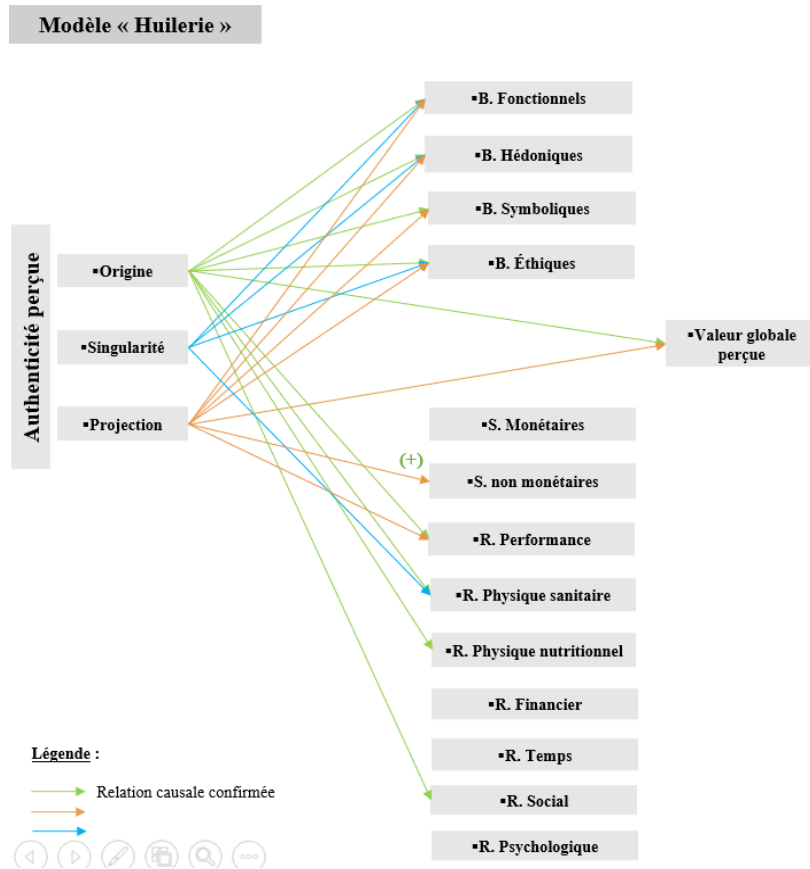 Modèle « Huilerie »
▪B. Fonctionnels
▪B. Hédoniques
▪B. Symboliques
▪B. Éthiques
Authenticité perçue
▪Origine
▪Singularité
▪Projection
▪Valeur globale
perçue
▪S. Monétaires
(+)
▪S. non monétaires
▪R. Performance
▪R. Physique sanitaire
▪R. Physique nutritionnel
▪R. Financier
▪R. Temps
▪R. Social
▪R. Psychologique
Légende :
Relation causale confirmée